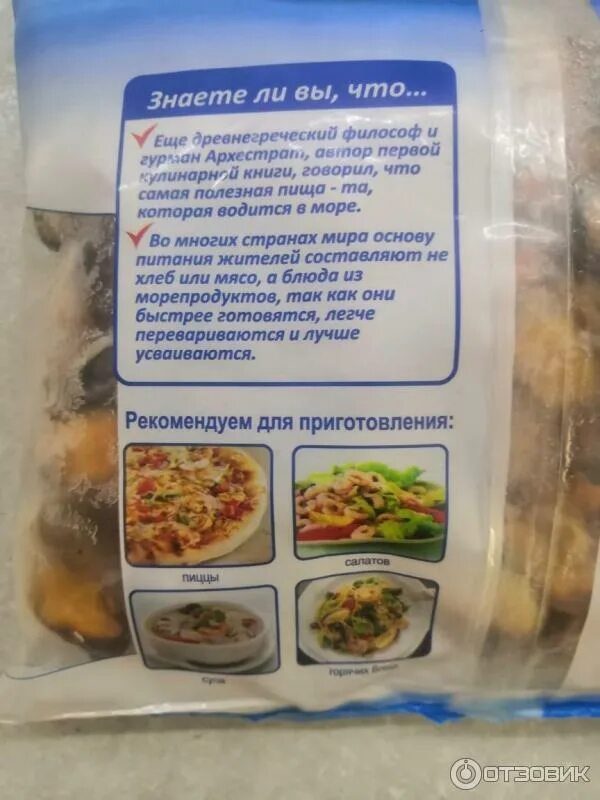 Знаете ли вы, что...
Еще древнегреческий философ и
гурман Архестрат, автор первой
кулинарной книги, говорил, что
самая полезная пища - та,
которая водится в море.
Во многих странах мира основу
питания жителей составляют не
хлеб или мясо, а блюда из
морепродуктов, так как они
быстрее готовятся, легче
перевариваются и лучше
усваиваются.
Рекомендуем для приготовления:
пиццы
салатов
горячих блюд
ОТЗОВИК